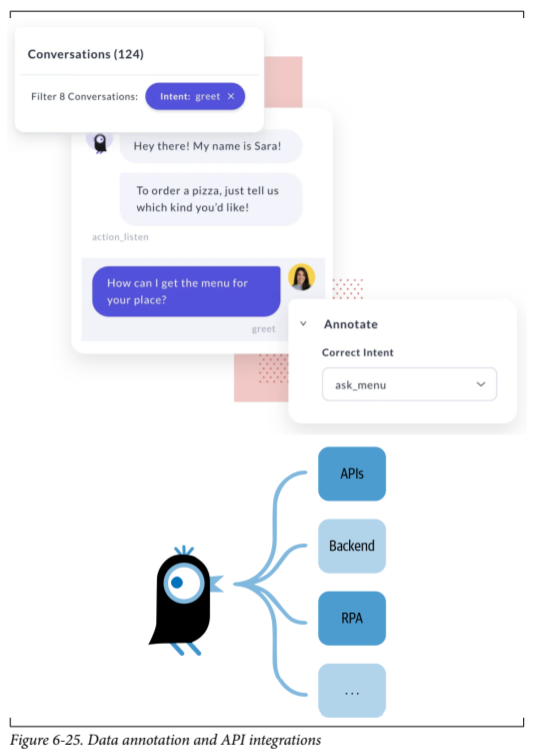 Conversations (124)
Filter 8 Conversations: Intent: greet ×
Hey there! My name is Sara!
To order a pizza, just tell us
which kind you'd like!
action_listen
How can I get the menu for
your place?
greet
Annotate
Correct Intent
ask_menu
APIs
Backend
RPA
...
Figure 6-25. Data annotation and API integrations